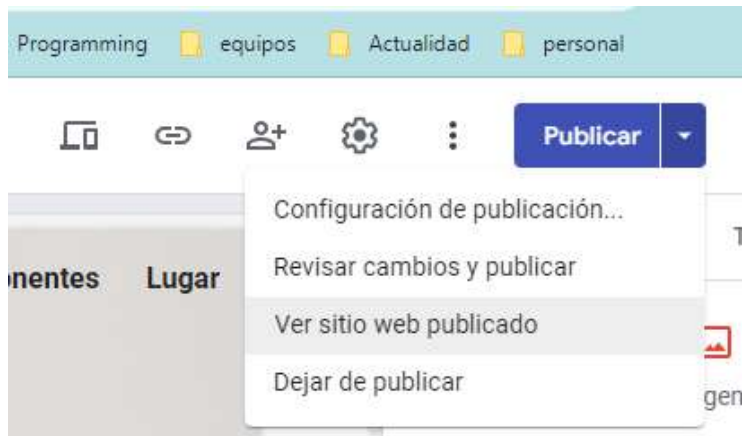 Programming equipos Actualidad personal
Publicar
Configuración de publicación...
Revisar cambios y publicar
Ver sitio web publicado
Dejar de publicar
Lugar